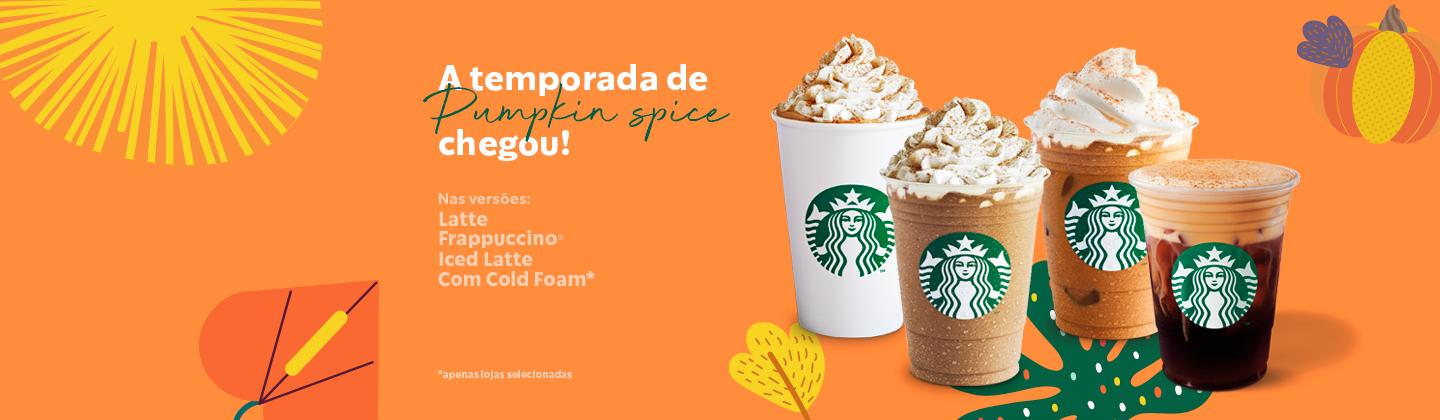 A temporada de
Pumpkin spice
chegou!
Nas versões:
Latte
Frappuccino®
Iced Latte
Com Cold Foam*
*apenas lojas selecionadas